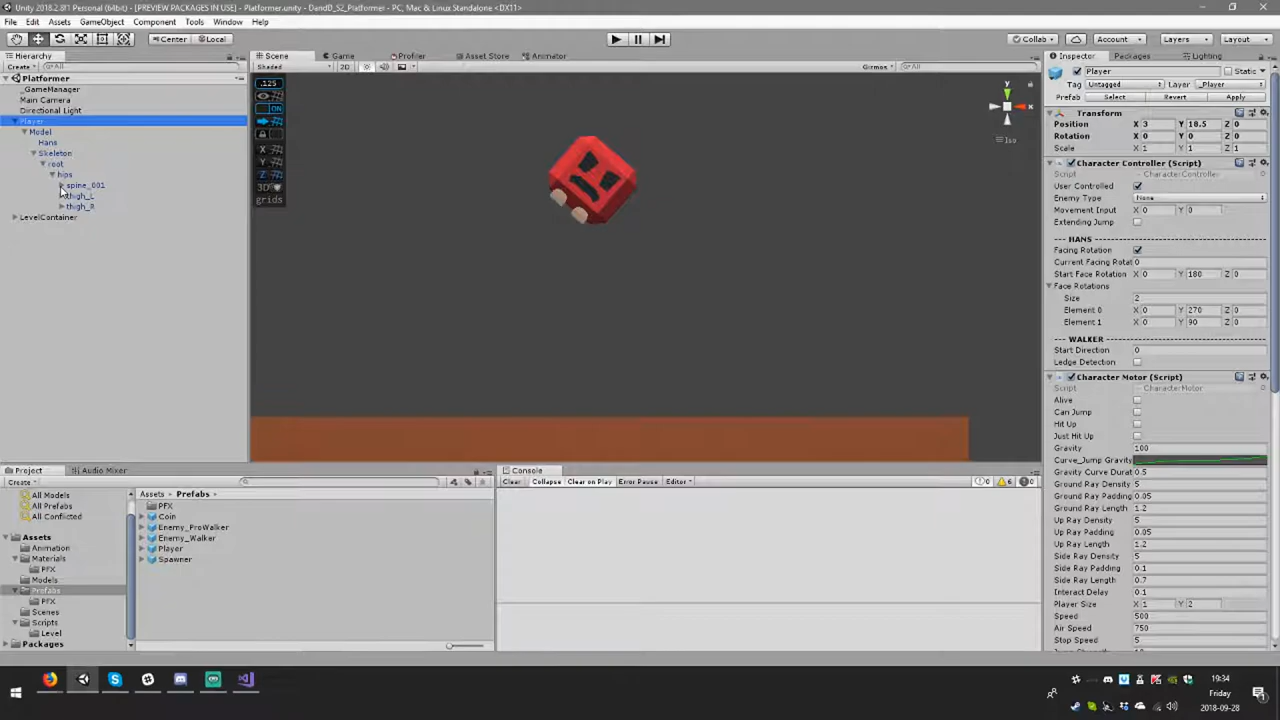 Unity 2018.2.8f1 Personal (64bit) - [PREVIEW PACKAGES IN USE] - Platformer.unity - DandD_S2_Platformer - PC, Mac & Linux Standalone <DX11>
File Edit Assets GameObject Component Tools Window Help
Center Local Collab Account Layers Layout
Hierarchy
Create All
Platformer
_GameManager
Main Camera
Directional Light
Player
Model
Hans
Skeleton
root
hips
spine_001
thigh_L
thigh_R
LevelContainer
Scene Game Profiler Asset Store Animator
Shaded 2D Gizmos All
.125
ON
X
Y
Z
3D
grids
y
x
Iso
Inspector Packages Lighting
Player Static
Tag Untagged Layer _Player
Prefab Select Revert Apply
Transform
Position X 3 Y 18.5 Z 0
Rotation X 0 Y 0 Z 0
Scale X 1 Y 1 Z 1
Character Controller (Script)
Script CharacterController
User Controlled
Enemy Type None
Movement Input X 0 Y 0
Extending Jump
--- HANS ---
Facing Rotation
Current Facing Rotat 0
Start Face Rotation X 0 Y 180 Z 0
Face Rotations
Size 2
Element 0 X 0 Y 270 Z 0
Element 1 X 0 Y 90 Z 0
--- WALKER ---
Start Direction 0
Ledge Detection
Character Motor (Script)
Script CharacterMotor
Alive
Can Jump
Hit Up
Just Hit Up
Gravity 100
Curve_Jump Gravity
Gravity Curve Durat 0.5
Ground Ray Density 5
Ground Ray Padding 0.05
Ground Ray Length 1.2
Up Ray Density 5
Up Ray Padding 0.05
Up Ray Length 1.2
Side Ray Density 5
Side Ray Padding 0.1
Side Ray Length 0.7
Interact Delay 0.1
Player Size X 1 Y 2
Speed 500
Air Speed 750
Stop Speed 5
Project Audio Mixer
Create
All Models
All Prefabs
All Conflicted
Assets
Animation
Materials
PFX
Models
Prefabs
PFX
Scenes
Scripts
Level
Packages
Assets Prefabs
PFX
Coin
Enemy_ProWalker
Enemy_Walker
Player
Spawner
Console
Clear Collapse Clear on Play Error Pause Editor 0 6 0
19:34
Friday
2018-09-28